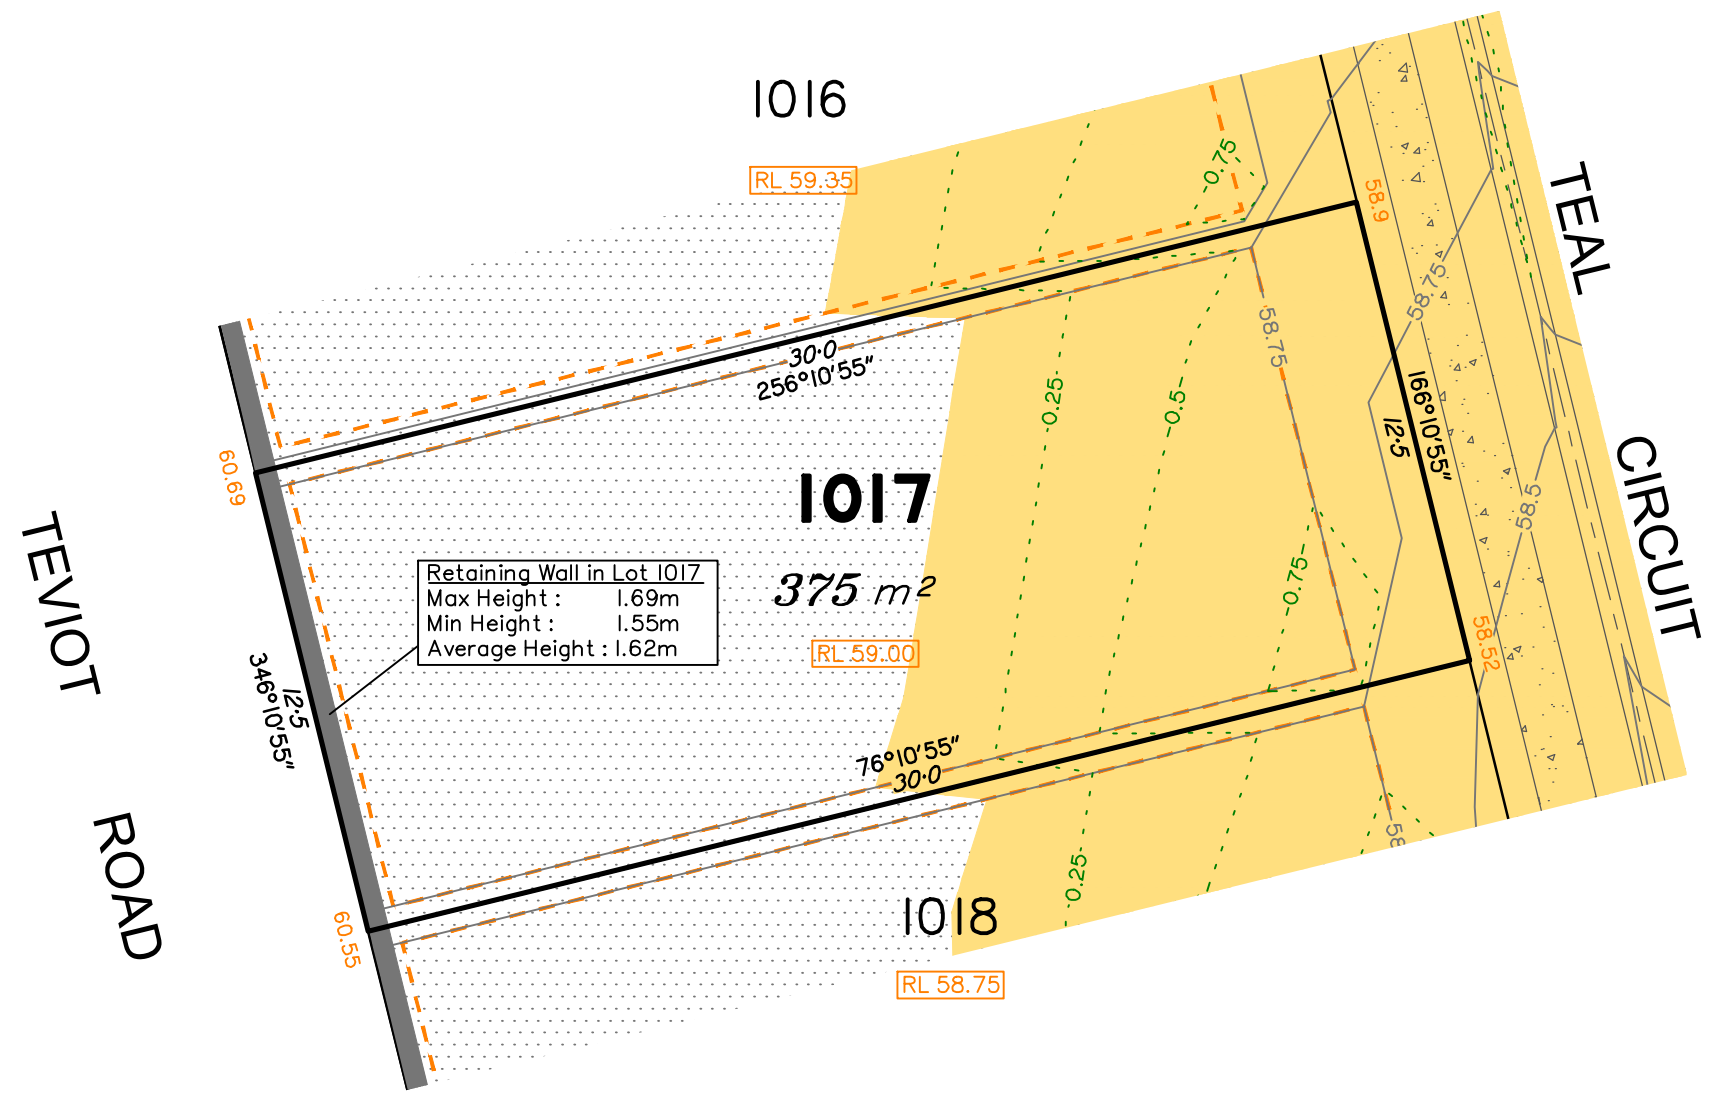 1016
RL 59.35
0.75
58.9
TEAL
58.75
30·0
256°10'55"
58.75
0.25
0.5
166°10'55"
12·5
60.69
1017
CIRCUIT
58.5
TEVIOT
Retaining Wall in Lot 1017
Max Height : 1.69m
Min Height : 1.55m
Average Height : 1.62m
375 m²
0.75
RL 59.00
58.52
12·5
346°10'55"
76°10'55"
30·0
ROAD
60.55
0.25
58
1018
RL 58.75